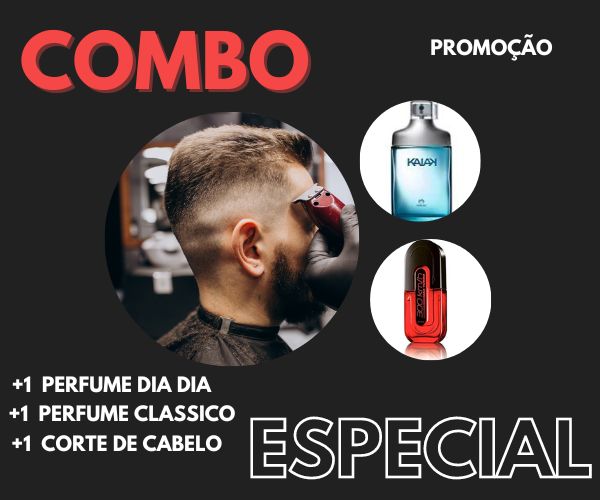 COMBO
PROMOÇÃO
KAIAK
+1 PERFUME DIA DIA
+1 PERFUME CLASSICO
+1 CORTE DE CABELO
ESPECIAL